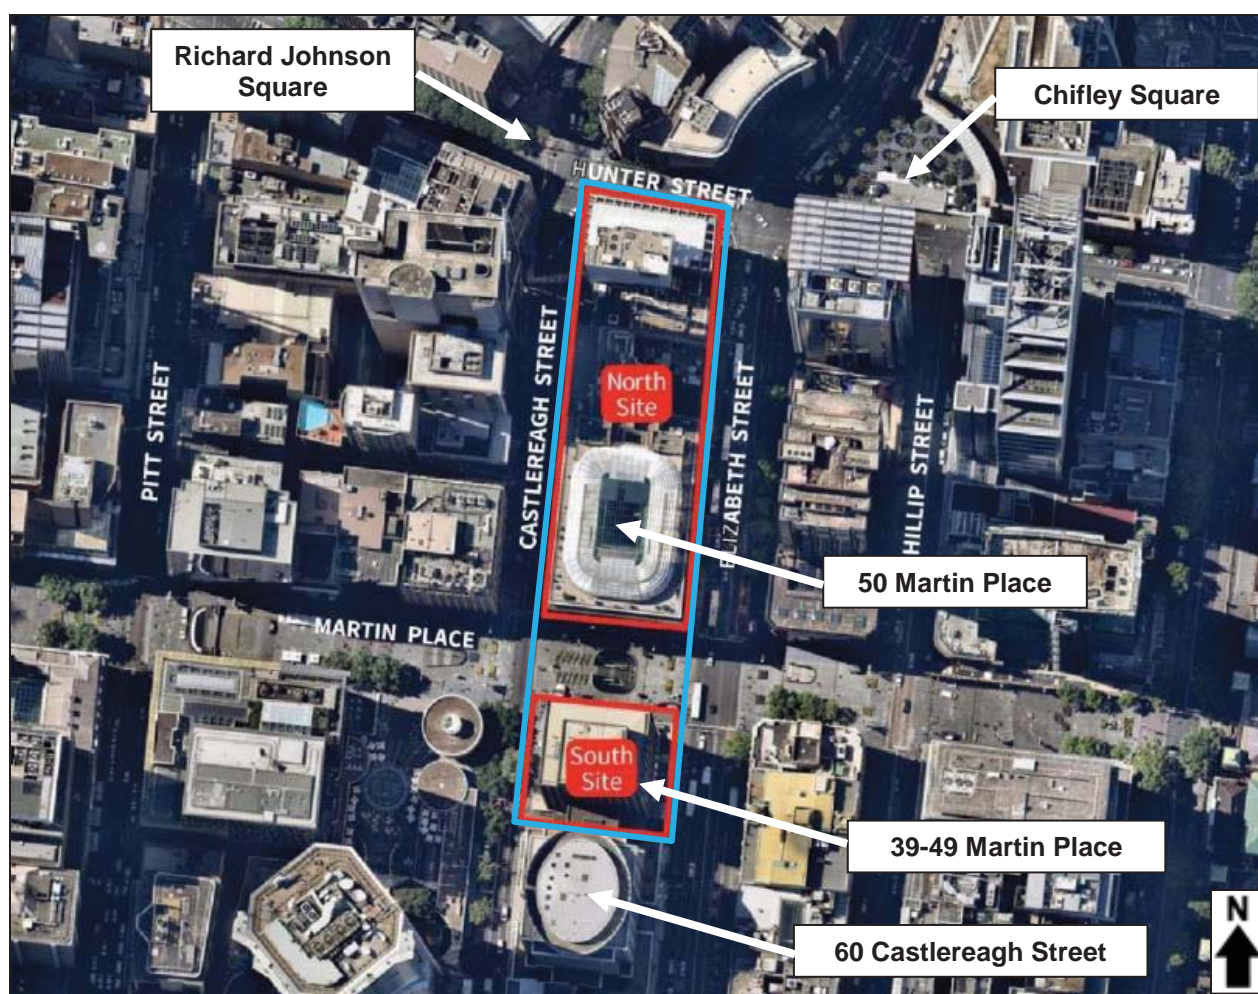 Richard Johnson
Square
Chifley Square
HUNTER STREET
North
Site
CASTLEREAGH STREET
ELIZABETH STREET
PITT STREET
PHILLIP STREET
50 Martin Place
MARTIN PLACE
South
Site
39-49 Martin Place
60 Castlereagh Street
N